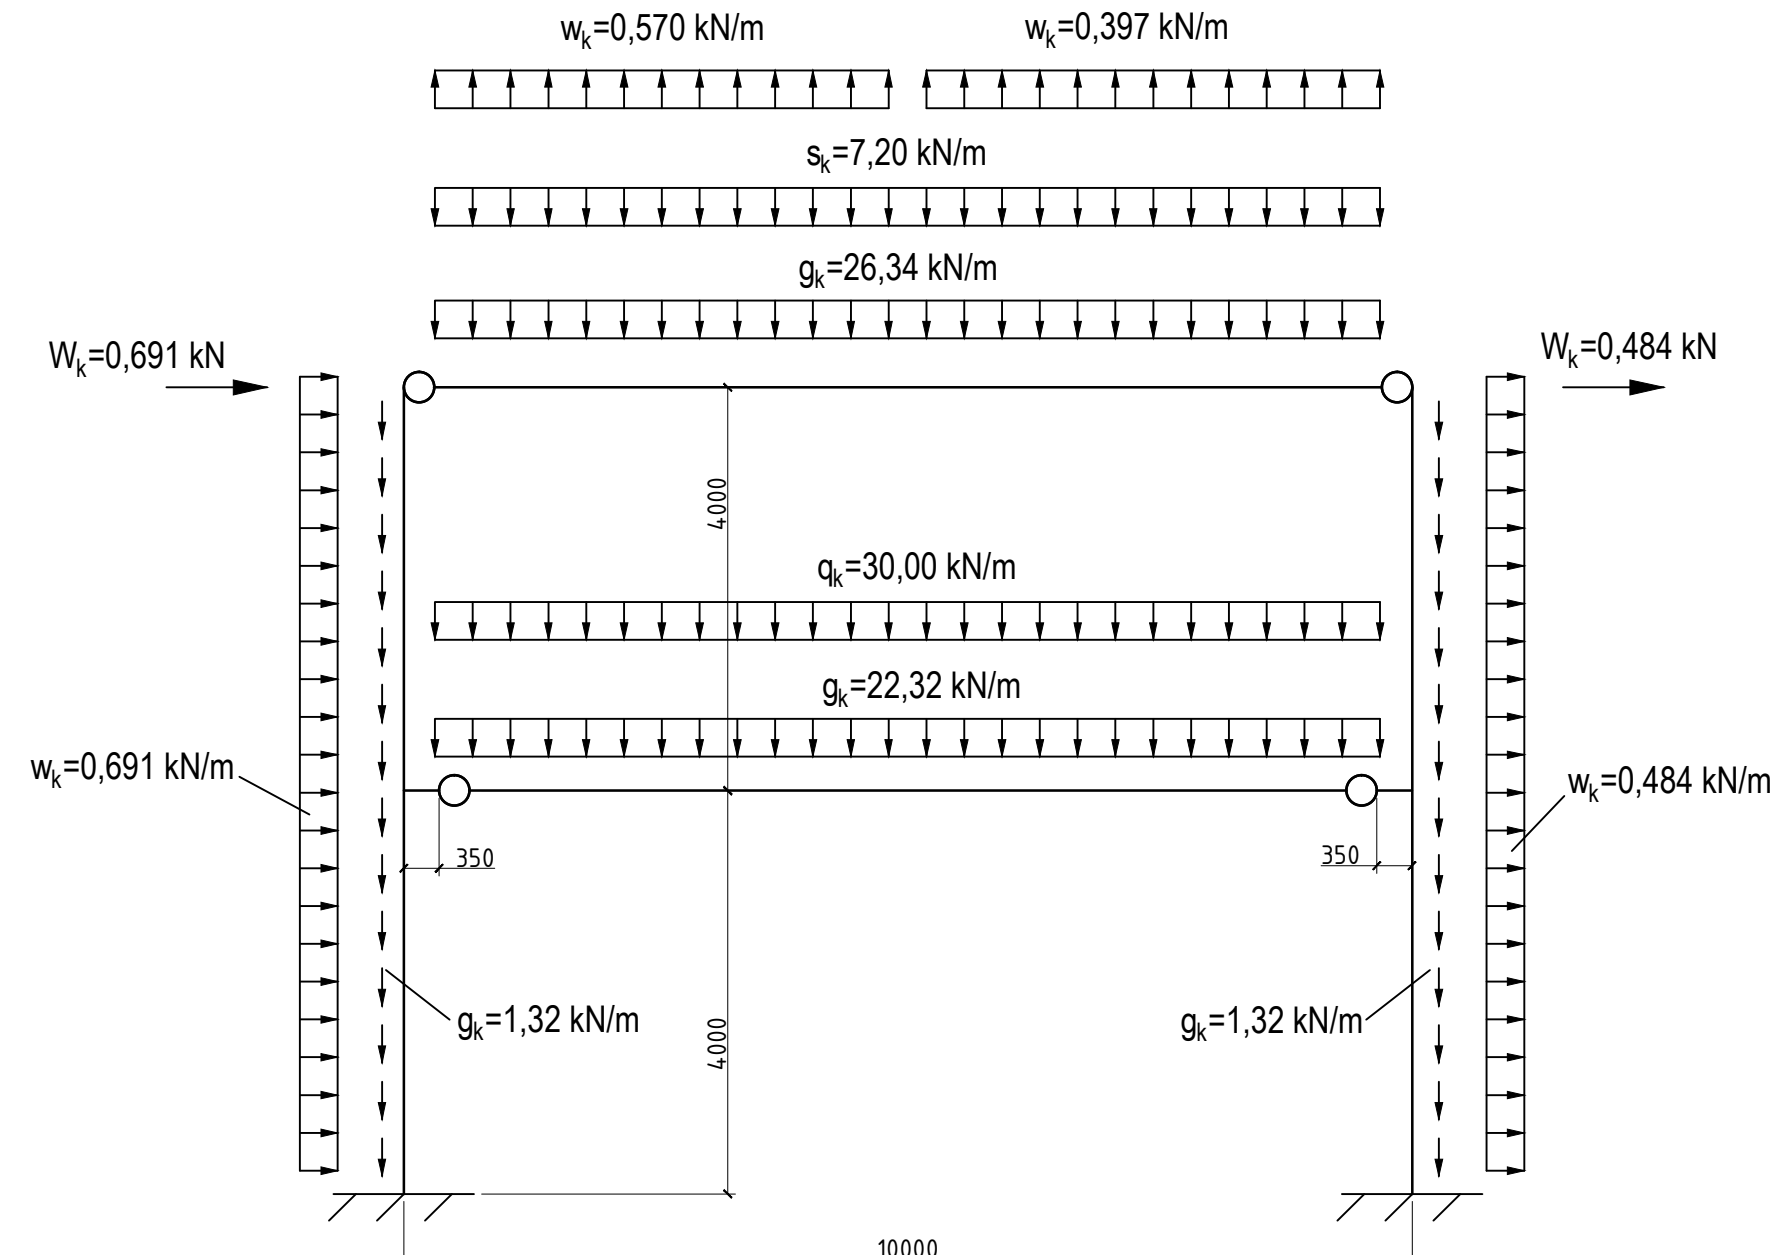 wk=0,570 kN/m
wk=0,397 kN/m
sk=7,20 kN/m
gk=26,34 kN/m
Wk=0,691 kN
Wk=0,484 kN
4000
qk=30,00 kN/m
gk=22,32 kN/m
wk=0,691 kN/m
wk=0,484 kN/m
350
350
gk=1,32 kN/m
gk=1,32 kN/m
4000
10000